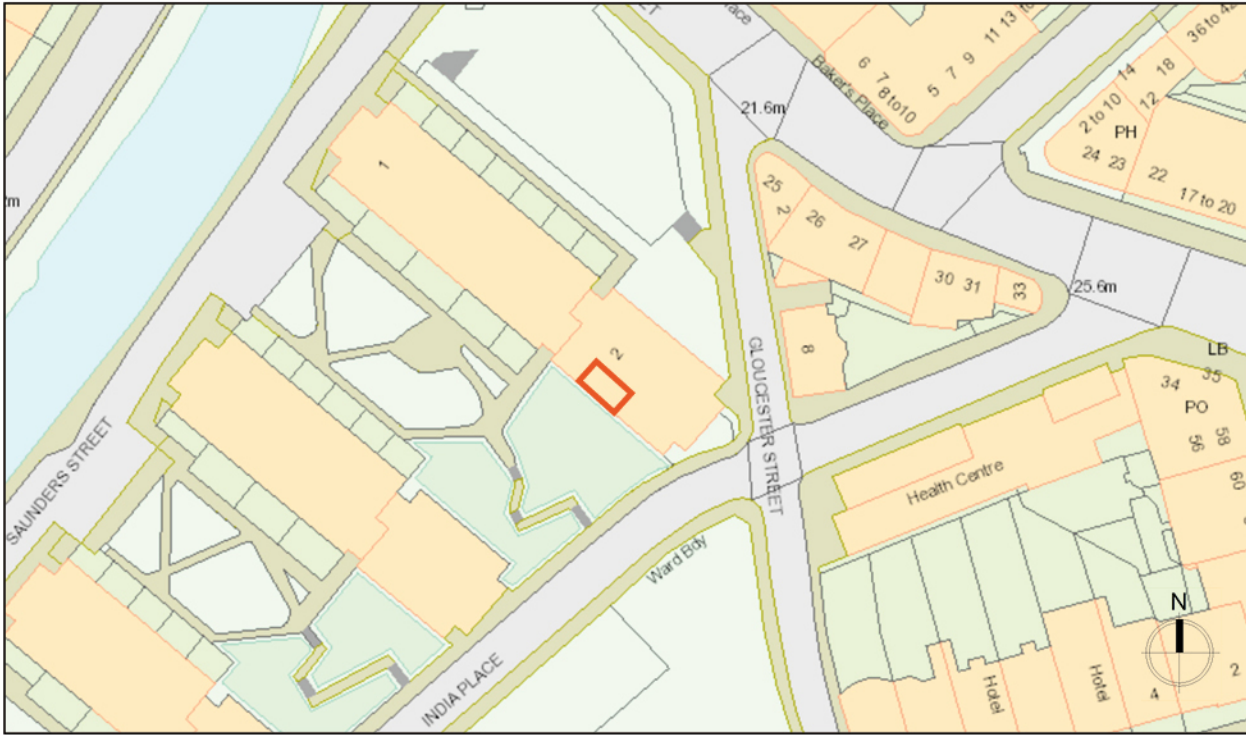 Baker's Place
6
7
8 to10
5
7
9
11 13 to
36 to 42
14
18
12
2 to 10
PH
24 23
22
17 to 20
21.6m
25
2
26
27
30 31
33
25.6m
8
GLOUCESTER STREET
1
2
SAUNDERS STREET
INDIA PLACE
Ward Bdy
Health Centre
LB
34
35
PO
56
58
60
Hotel
Hotel
4
2
N